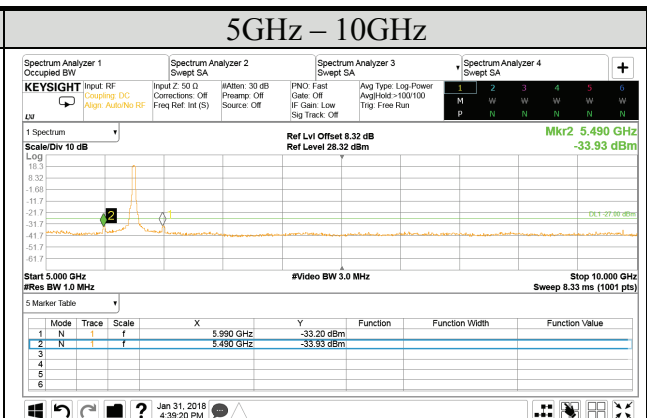 5GHz – 10GHz
Spectrum Analyzer 1
Occupied BW
Spectrum Analyzer 2
Swept SA
Spectrum Analyzer 3
Swept SA
Spectrum Analyzer 4
Swept SA
+
KEYSIGHT
Input: RF
Coupling: DC
Align: Auto/No RF
Input Z: 50 Ω
Corrections: Off
Freq Ref: Int (S)
#Atten: 30 dB
Preamp: Off
Source: Off
PNO: Fast
Gate: Off
IF Gain: Low
Sig Track: Off
Avg Type: Log-Power
Avg|Hold:>100/100
Trig: Free Run
1 2 3 4 5 6
M W W W W W
P N N N N N
LXI
1 Spectrum
Scale/Div 10 dB
Ref Lvl Offset 8.32 dB
Ref Level 28.32 dBm
Mkr2 5.490 GHz
-33.93 dBm
Log
18.3
8.32
-1.68
-11.7
-21.7
-31.7
-41.7
-51.7
-61.7
2
1
DL1 -27.00 dBm
Start 5.000 GHz
#Video BW 3.0 MHz
Stop 10.000 GHz
#Res BW 1.0 MHz
Sweep 8.33 ms (1001 pts)
5 Marker Table
Mode Trace Scale X Y Function Function Width Function Value
1 N 1 f 5.990 GHz -33.20 dBm
2 N 1 f 5.490 GHz -33.93 dBm
3
4
5
6
? Jan 31, 2018
4:39:20 PM